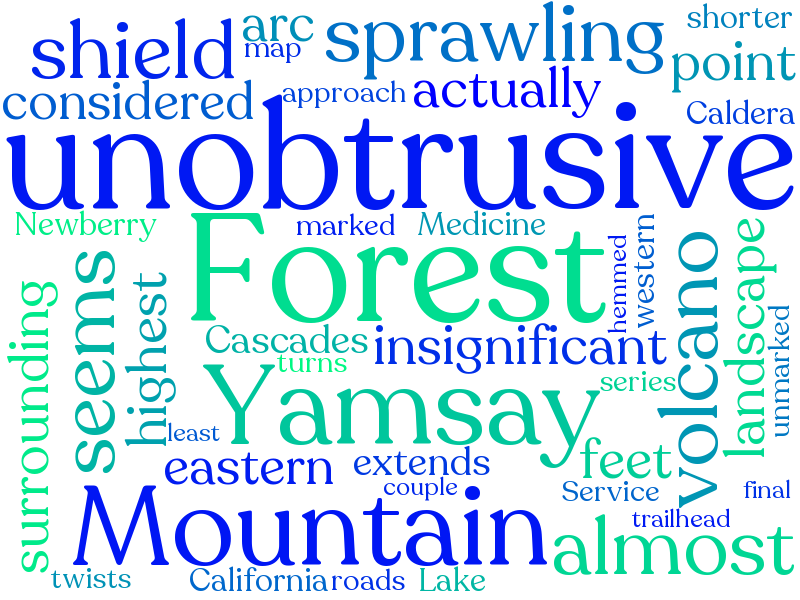 shield
arc
map
sprawling
shorter
point
considered
approach
actually
Caldera
unobtrusive
Newberry
marked
Medicine
Forest
hemmed
western
volcano
landscape
unmarked
surrounding
seems
highest
Cascades
turns
insignificant
series
Yamsay
least
eastern
extends
feet
couple
Service
final
Mountain
trailhead
almost
twists
California
roads
Lake